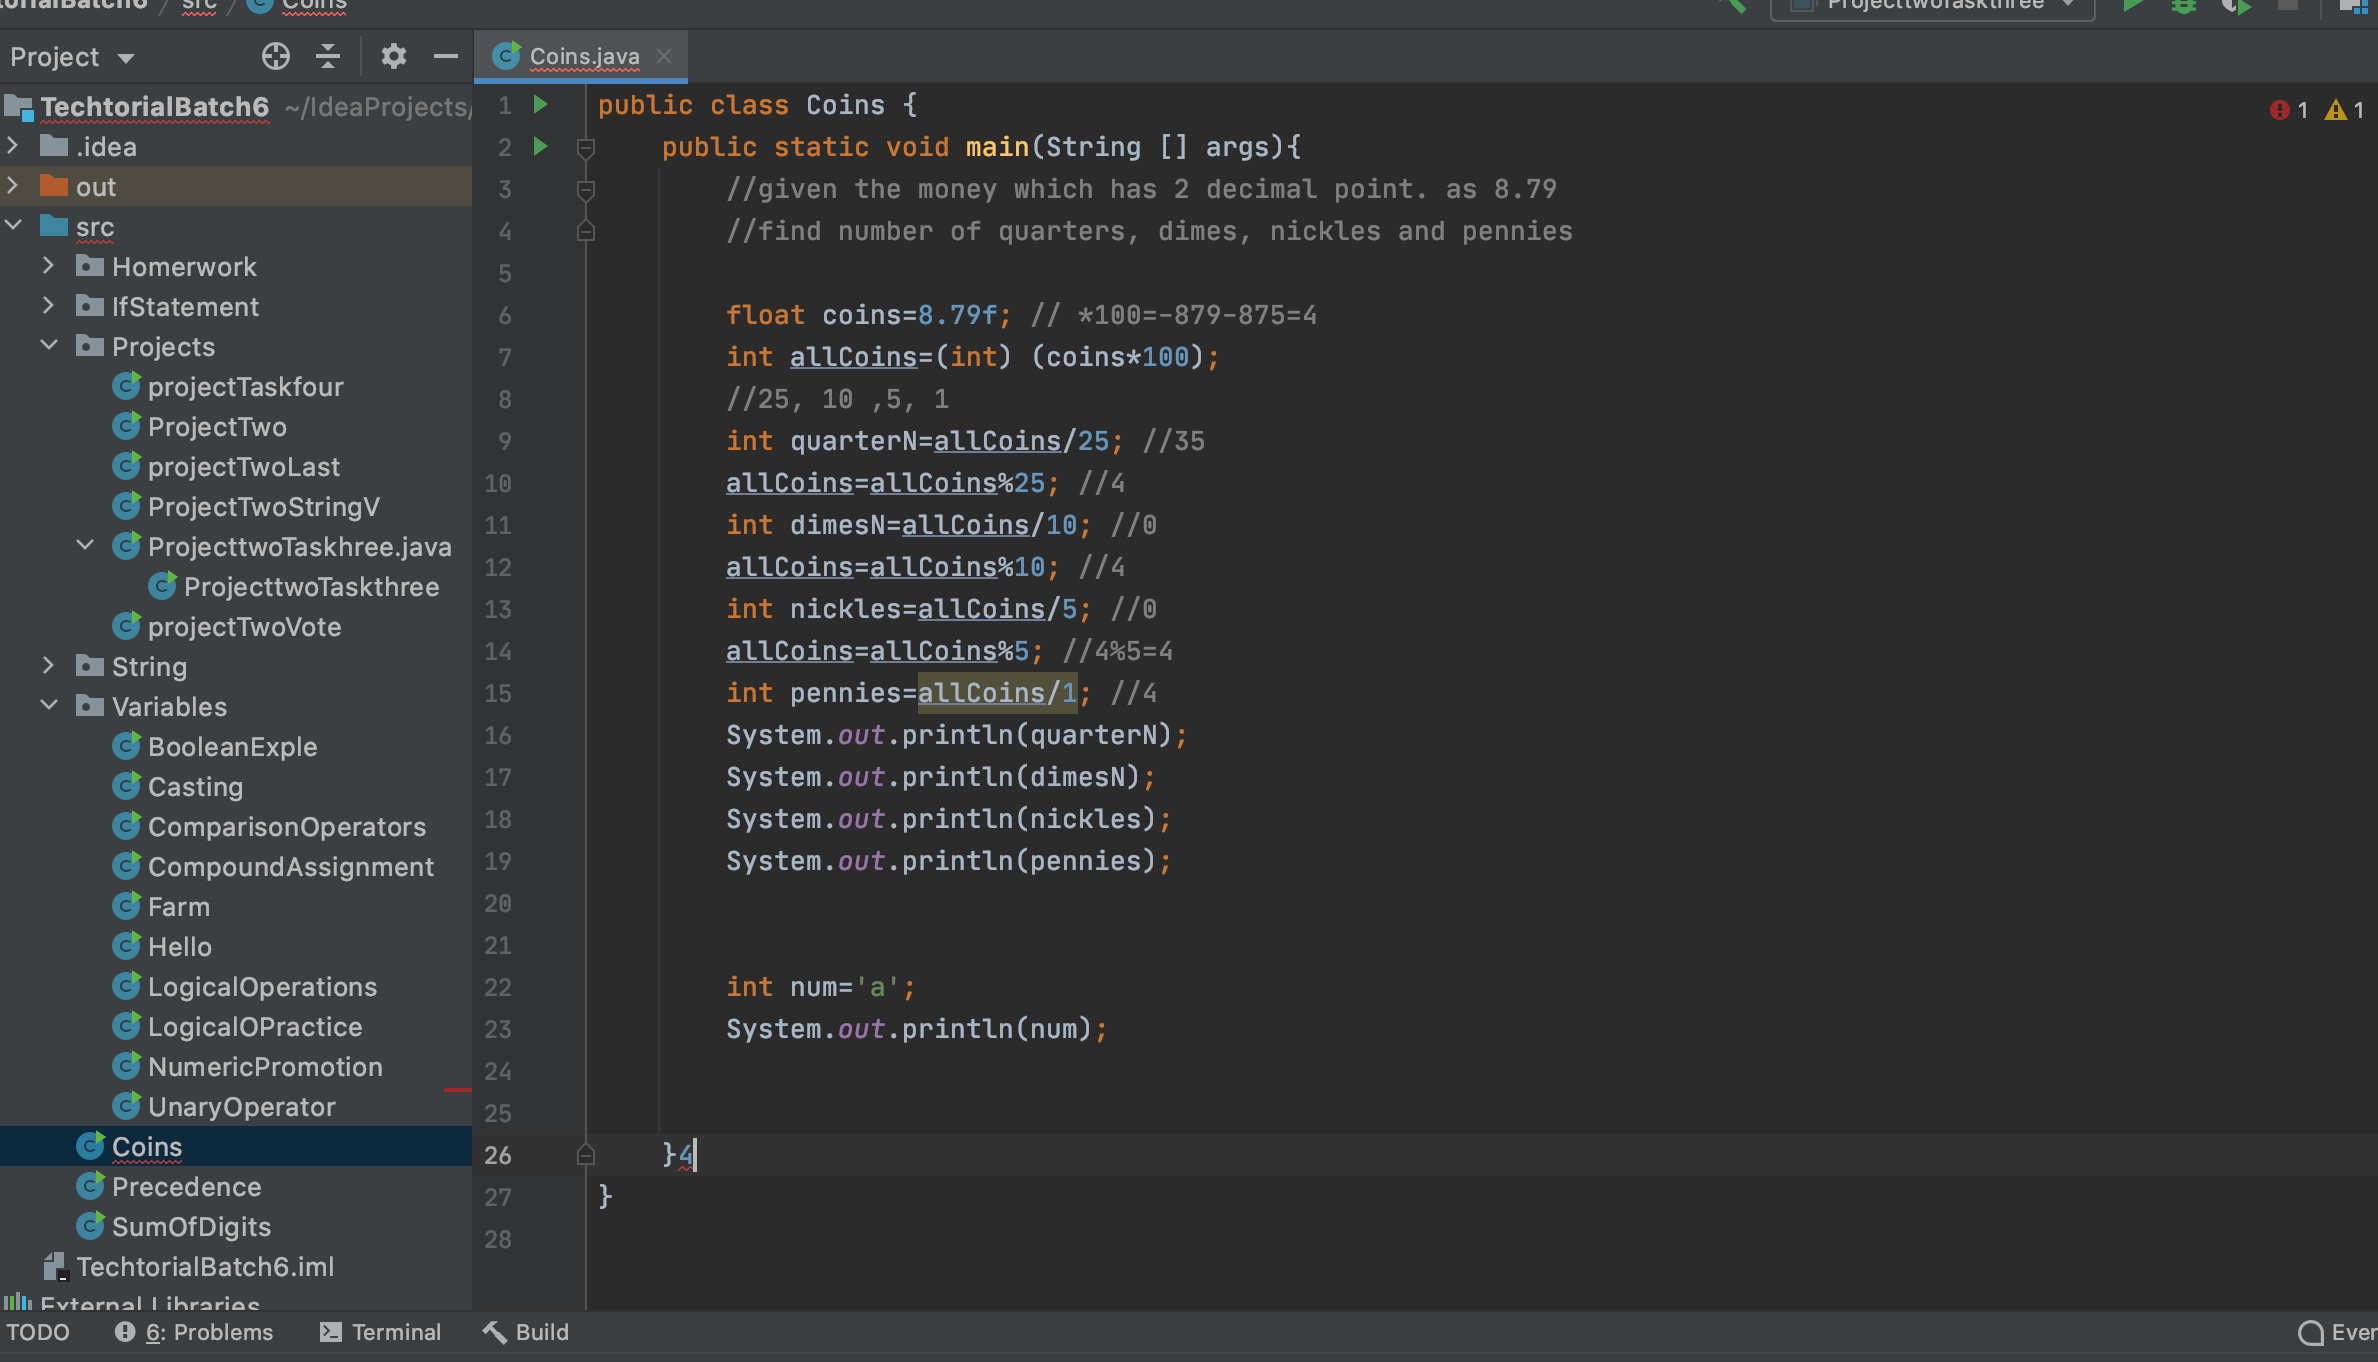 src Coins
ProjecttwoTaskthree
Project
Coins.java
TechtorialBatch6 ~/IdeaProjects/
.idea
out
src
Homerwork
IfStatement
Projects
projectTaskfour
ProjectTwo
projectTwoLast
ProjectTwoStringV
ProjecttwoTaskhree.java
ProjecttwoTaskthree
projectTwoVote
String
Variables
BooleanExple
Casting
ComparisonOperators
CompoundAssignment
Farm
Hello
LogicalOperations
LogicalOPractice
NumericPromotion
UnaryOperator
Coins
Precedence
SumOfDigits
TechtorialBatch6.iml
External Libraries
1 public class Coins {
2 public static void main(String [] args){
3 //given the money which has 2 decimal point. as 8.79
4 //find number of quarters, dimes, nickles and pennies
5
6 float coins=8.79f; // *100=-879-875=4
7 int allCoins=(int) (coins*100);
8 //25, 10 ,5, 1
9 int quarterN=allCoins/25; //35
10 allCoins=allCoins%25; //4
11 int dimesN=allCoins/10; //0
12 allCoins=allCoins%10; //4
13 int nickles=allCoins/5; //0
14 allCoins=allCoins%5; //4%5=4
15 int pennies=allCoins/1; //4
16 System.out.println(quarterN);
17 System.out.println(dimesN);
18 System.out.println(nickles);
19 System.out.println(pennies);
20
21
22 int num='a';
23 System.out.println(num);
24
25
26 }4
27 }
28
1 1
TODO 6: Problems Terminal Build